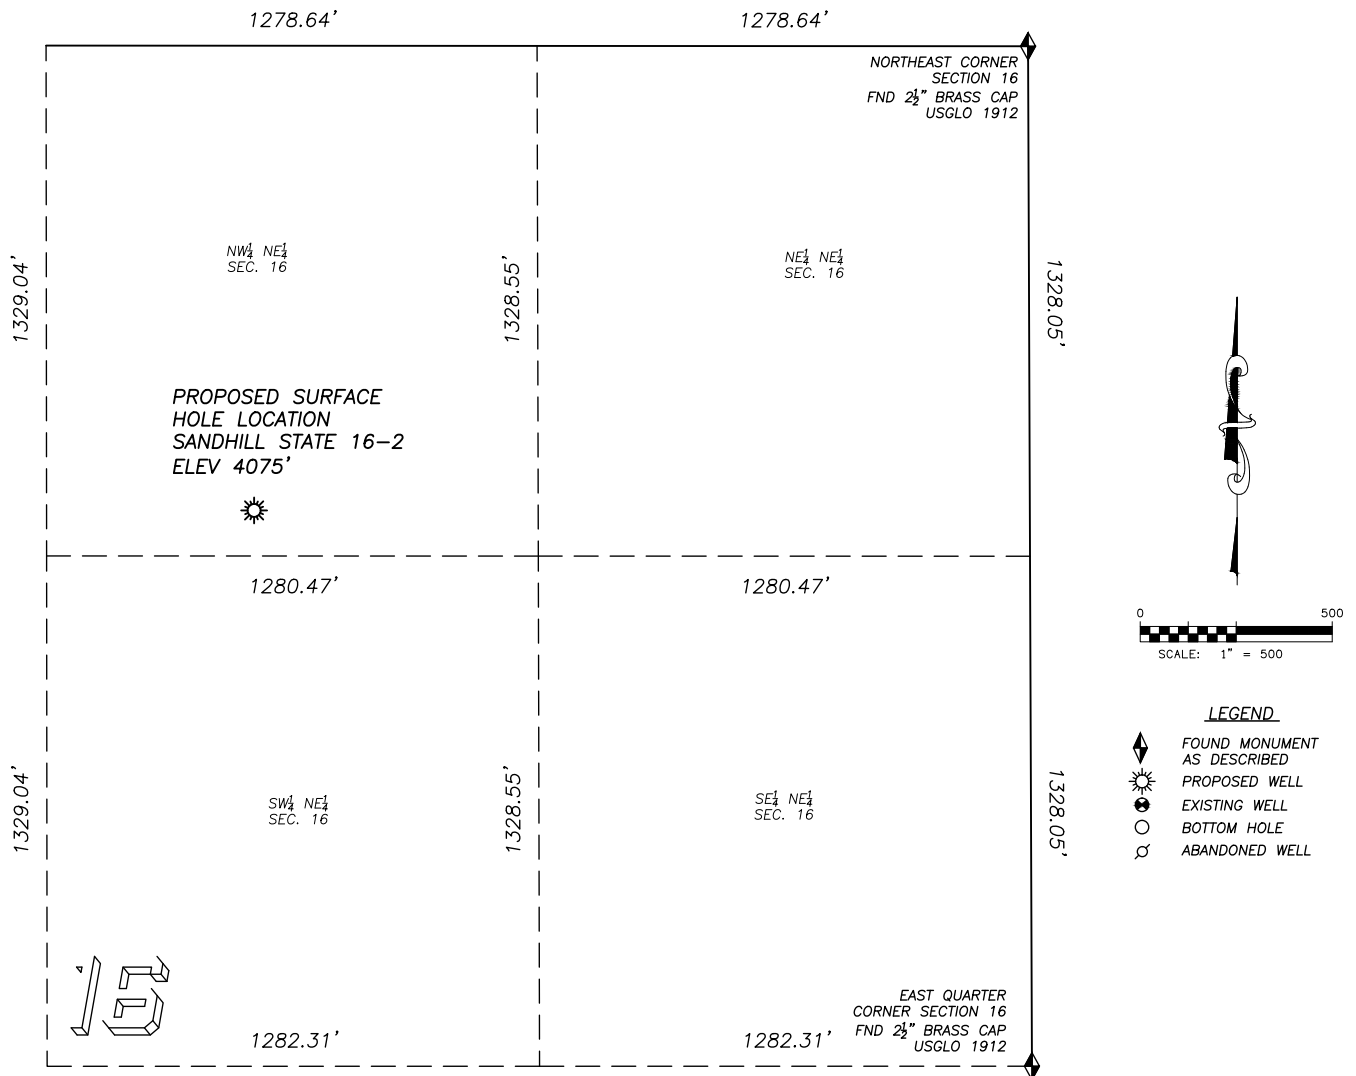 1278.64'
1278.64'
NORTHEAST CORNER
SECTION 16
FND 2½" BRASS CAP
USGLO 1912
NW¼ NE¼
SEC. 16
NE¼ NE¼
SEC. 16
1329.04'
1328.55'
1328.05'
PROPOSED SURFACE
HOLE LOCATION
SANDHILL STATE 16-2
ELEV 4075'
1280.47'
1280.47'
0 500
SCALE: 1" = 500
LEGEND
FOUND MONUMENT
AS DESCRIBED
PROPOSED WELL
EXISTING WELL
BOTTOM HOLE
ABANDONED WELL
1329.04'
1328.55'
1328.05'
SW¼ NE¼
SEC. 16
SE¼ NE¼
SEC. 16
16
EAST QUARTER
CORNER SECTION 16
FND 2½" BRASS CAP
USGLO 1912
1282.31'
1282.31'